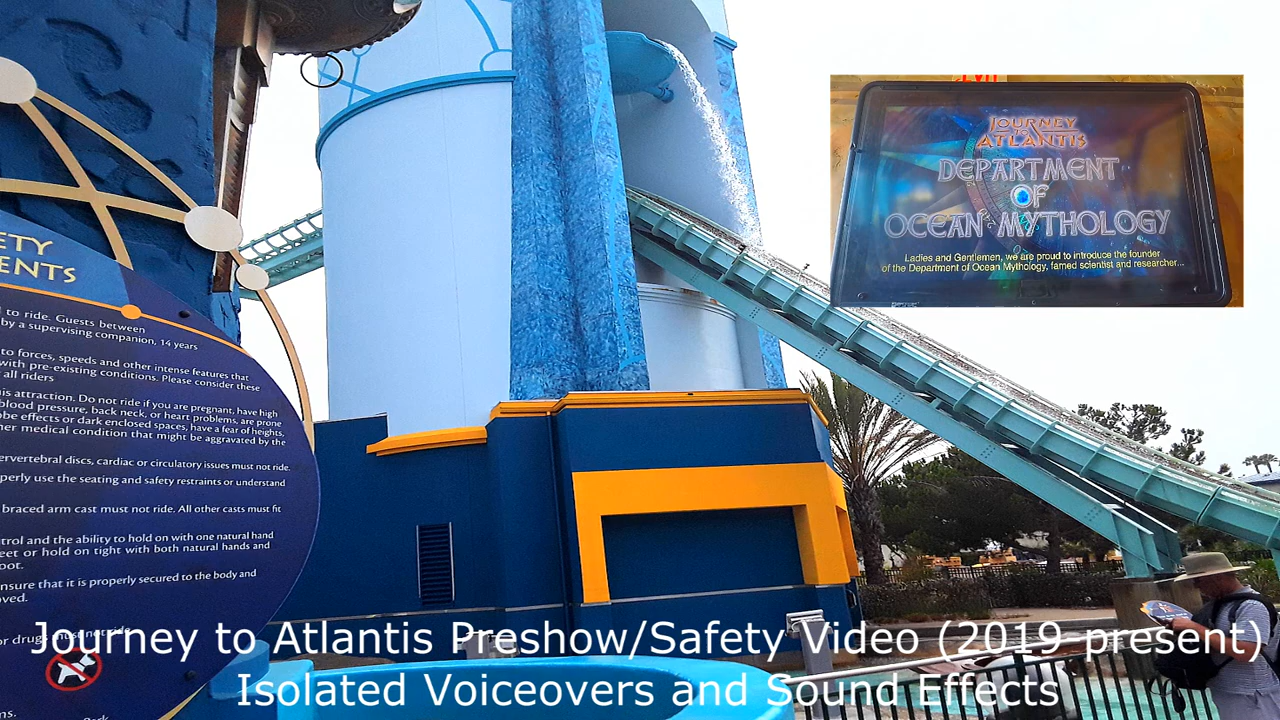 ETY
ENTS
to ride. Guests between
by a supervising companion, 14 years
to forces, speeds and other intense features that
with pre-existing conditions. Please consider these
all riders
is attraction. Do not ride if you are pregnant, have high
blood pressure, back neck, or heart problems, are prone
obe effects or dark enclosed spaces, have a fear of heights,
her medical condition that might be aggravated by the
ervertebral discs, cardiac or circulatory issues must not ride.
perly use the seating and safety restraints or understand
braced arm cast must not ride. All other casts must fit
trol and the ability to hold on with one natural hand
eet or hold on tight with both natural hands and
oot.
nsure that it is properly secured to the body and
oved.
or drugs must not ride
ms.
Park
JOURNEY
TO
ATLANTIS
DEPARTMENT
OF
OCEAN MYTHOLOGY
Ladies and Gentlemen, we are proud to introduce the founder
of the Department of Ocean Mythology, famed scientist and researcher...
Journey to Atlantis Preshow/Safety Video (2019-present)
Isolated Voiceovers and Sound Effects